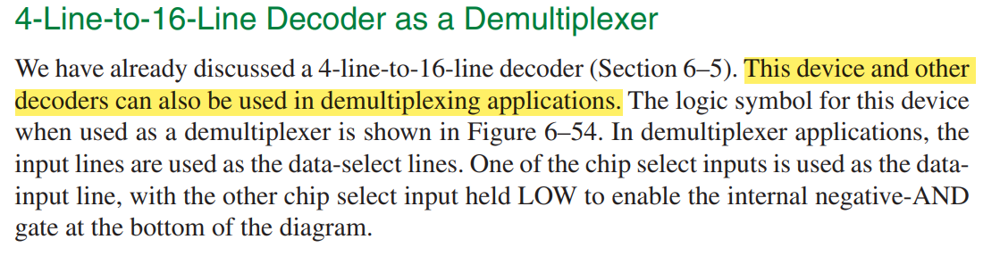 4-Line-to-16-Line Decoder as a Demultiplexer
We have already discussed a 4-line-to-16-line decoder (Section 6–5). This device and other
decoders can also be used in demultiplexing applications. The logic symbol for this device
when used as a demultiplexer is shown in Figure 6–54. In demultiplexer applications, the
input lines are used as the data-select lines. One of the chip select inputs is used as the data-
input line, with the other chip select input held LOW to enable the internal negative-AND
gate at the bottom of the diagram.